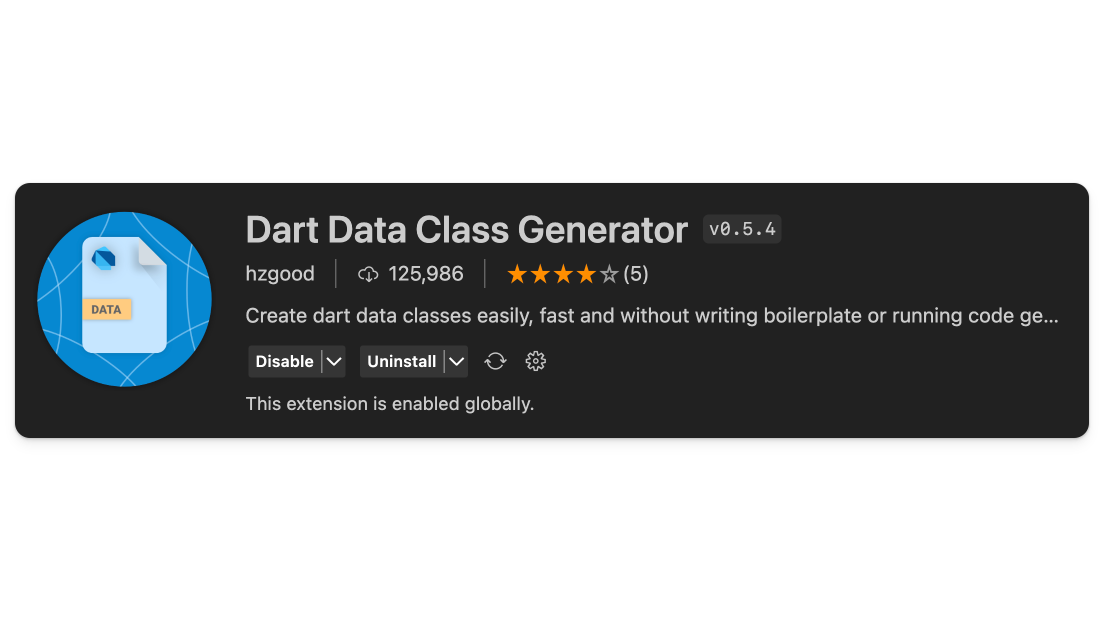 Dart Data Class Generator v0.5.4
hzgood 125,986 (5)
DATA
Create dart data classes easily, fast and without writing boilerplate or running code ge...
Disable Uninstall
This extension is enabled globally.